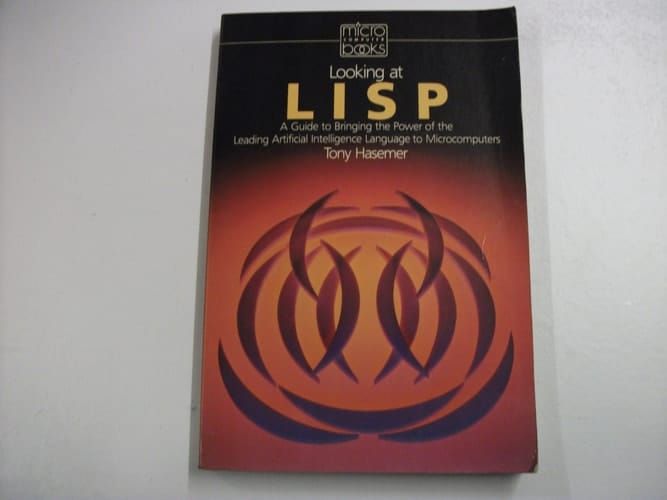 micro
COMPUTER
books
Looking at
LISP
A Guide to Bringing the Power of the
Leading Artificial Intelligence Language to Microcomputers
Tony Hasemer